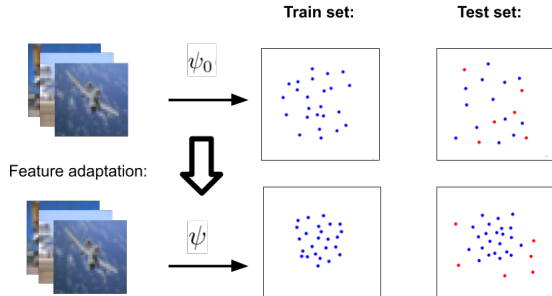 Train set: Test set:
ψ₀
Feature adaptation:
ψ